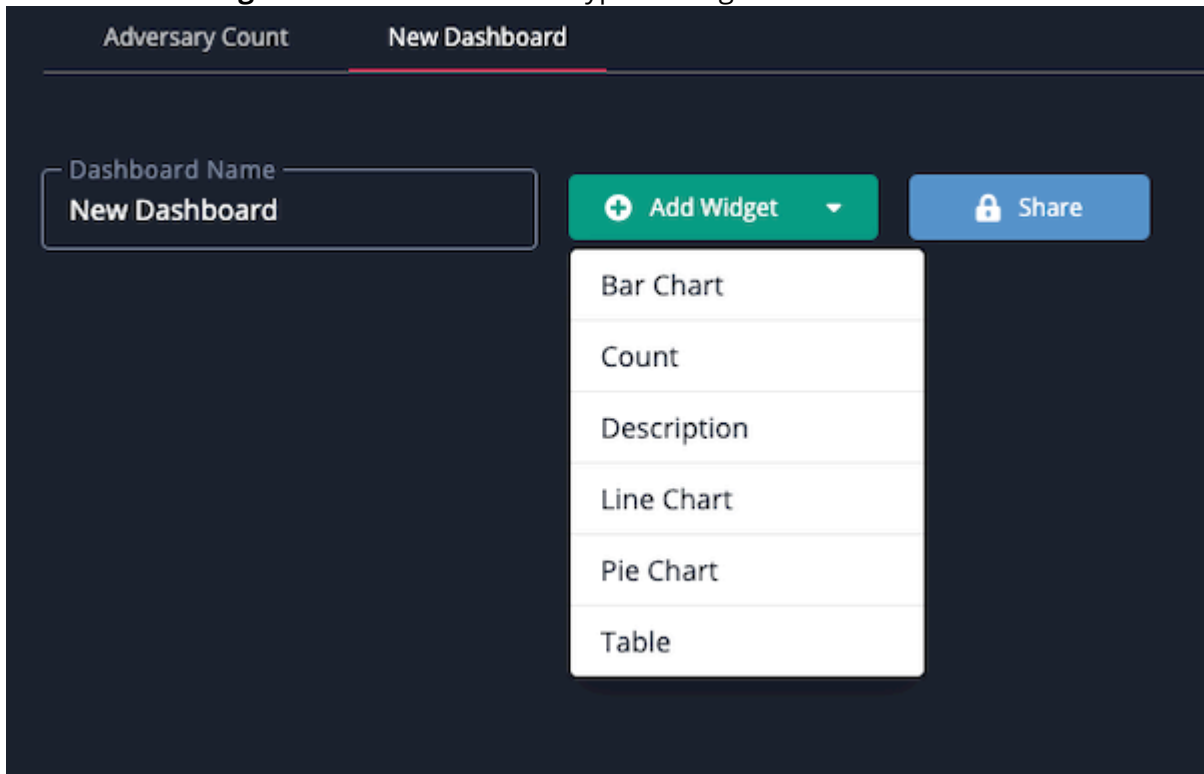 Adversary Count New Dashboard
Dashboard Name
New Dashboard
Add Widget
Share
Bar Chart
Count
Description
Line Chart
Pie Chart
Table